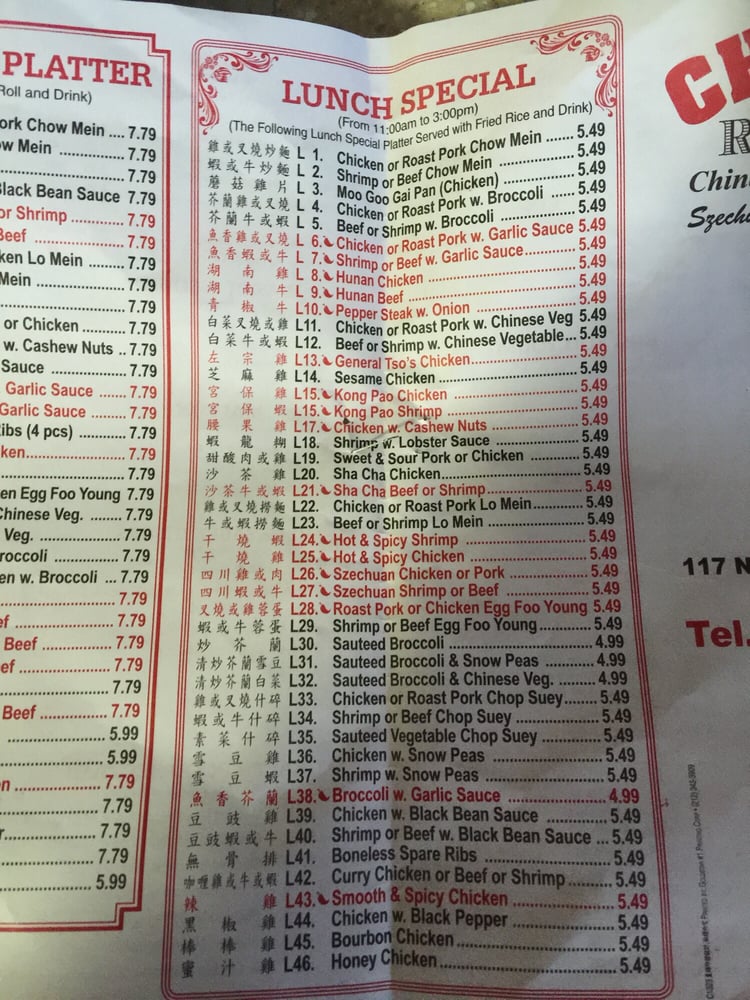 PLATTER
Roll and Drink)
ork Chow Mein .... 7.79
ow Mein ............ 7.79
............ 7.79
Black Bean Sauce 7.79
or Shrimp ............ 7.79
Beef ............ 7.79
ken Lo Mein ............ 7.79
Mein ............ 7.79
............ 7.79
or Chicken ............ 7.79
w. Cashew Nuts .. 7.79
Sauce ............ 7.79
Garlic Sauce ...... 7.79
Garlic Sauce ...... 7.79
Ribs (4 pcs) ........ 7.79
ken ............ 7.79
............ 7.79
en Egg Foo Young 7.79
Chinese Veg. ........ 7.79
Veg. ............ 7.79
roccoli ............ 7.79
en w. Broccoli ... 7.79
............ 7.79
ef ............ 7.79
Beef ............ 7.79
ef ............ 7.79
............ 7.79
Beef ............ 7.79
............ 5.99
............ 5.99
n ............ 7.79
............ 7.79
r ............ 7.79
............ 7.79
............ 5.99
LUNCH SPECIAL
(From 11:00am to 3:00pm)
(The Following Lunch Special Platter Served with Fried Rice and Drink)
雞或叉燒炒麵 L 1. Chicken or Roast Pork Chow Mein ...... 5.49
蝦或牛炒麵 L 2. Shrimp or Beef Chow Mein ............ 5.49
蘑菇雞片 L 3. Moo Goo Gai Pan (Chicken) ............ 5.49
芥蘭雞或叉燒 L 4. Chicken or Roast Pork w. Broccoli ...... 5.49
芥蘭牛或蝦 L 5. Beef or Shrimp w. Broccoli ............ 5.49
魚香雞或叉燒 L 6. Chicken or Roast Pork w. Garlic Sauce 5.49
魚香蝦或牛 L 7. Shrimp or Beef w. Garlic Sauce ............ 5.49
湖南雞 L 8. Hunan Chicken ............ 5.49
湖南牛 L 9. Hunan Beef ............ 5.49
青椒牛 L10. Pepper Steak w. Onion ............ 5.49
白菜叉燒或雞 L11. Chicken or Roast Pork w. Chinese Veg 5.49
白菜牛或蝦 L12. Beef or Shrimp w. Chinese Vegetable... 5.49
左宗雞 L13. General Tso's Chicken ............ 5.49
芝麻雞 L14. Sesame Chicken ............ 5.49
宮保雞 L15. Kong Pao Chicken ............ 5.49
宮保蝦 L15. Kong Pao Shrimp ............ 5.49
腰果雞 L17. Chicken w. Cashew Nuts ............ 5.49
蝦龍糊 L18. Shrimp w. Lobster Sauce ............ 5.49
甜酸肉或雞 L19. Sweet & Sour Pork or Chicken ............ 5.49
沙茶雞 L20. Sha Cha Chicken ............ 5.49
沙茶牛或蝦 L21. Sha Cha Beef or Shrimp ............ 5.49
雞或叉燒撈麵 L22. Chicken or Roast Pork Lo Mein ............ 5.49
牛或蝦撈麵 L23. Beef or Shrimp Lo Mein ............ 5.49
干燒蝦 L24. Hot & Spicy Shrimp ............ 5.49
干燒雞 L25. Hot & Spicy Chicken ............ 5.49
四川雞或肉 L26. Szechuan Chicken or Pork ............ 5.49
四川蝦或牛 L27. Szechuan Shrimp or Beef ............ 5.49
叉燒或雞蓉蛋 L28. Roast Pork or Chicken Egg Foo Young 5.49
蝦或牛蓉蛋 L29. Shrimp or Beef Egg Foo Young ............ 5.49
炒芥蘭 L30. Sauteed Broccoli ............ 4.99
清炒芥蘭雪豆 L31. Sauteed Broccoli & Snow Peas ............ 4.99
清炒芥蘭白菜 L32. Sauteed Broccoli & Chinese Veg. ............ 4.99
雞或叉燒什碎 L33. Chicken or Roast Pork Chop Suey ............ 5.49
蝦或牛什碎 L34. Shrimp or Beef Chop Suey ............ 5.49
素菜什碎 L35. Sauteed Vegetable Chop Suey ............ 5.49
雪豆雞 L36. Chicken w. Snow Peas ............ 5.49
雪豆蝦 L37. Shrimp w. Snow Peas ............ 5.49
魚香芥蘭 L38. Broccoli w. Garlic Sauce ............ 4.99
豆豉雞 L39. Chicken w. Black Bean Sauce ............ 5.49
豆豉蝦或牛 L40. Shrimp or Beef w. Black Bean Sauce ... 5.49
無骨排 L41. Boneless Spare Ribs ............ 5.49
咖喱雞或牛或蝦 L42. Curry Chicken or Beef or Shrimp ............ 5.49
辣雞 L43. Smooth & Spicy Chicken ............ 5.49
黑椒雞 L44. Chicken w. Black Pepper ............ 5.49
棒棒雞 L45. Bourbon Chicken ............ 5.49
蜜汁雞 L46. Honey Chicken ............ 5.49
CH
R
Chin
Szech
117 N
Tel.